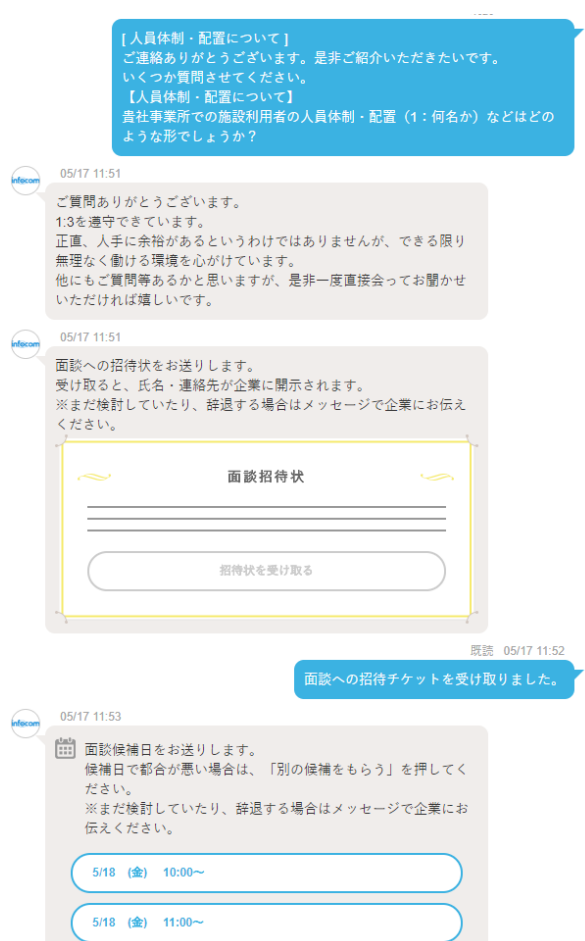 [ 人員体制・配置について ]
ご連絡ありがとうございます。是非ご紹介いただきたいです。
いくつか質問させてください。
【人員体制・配置について】
貴社事業所での施設利用者の人員体制・配置（1：何名か）などはどの
ような形でしょうか？
infocom
05/17 11:51
ご質問ありがとうございます。
1:3を遵守できています。
正直、人手に余裕があるというわけではありませんが、できる限り
無理なく働ける環境を心がけています。
他にもご質問等あるかと思いますが、是非一度直接会ってお聞かせ
いただければ嬉しいです。
infocom
05/17 11:51
面談への招待状をお送りします。
受け取ると、氏名・連絡先が企業に開示されます。
※まだ検討していたり、辞退する場合はメッセージで企業にお伝え
ください。
面談招待状
招待状を受け取る
既読 05/17 11:52
面談への招待チケットを受け取りました。
infocom
05/17 11:53
面談候補日をお送りします。
候補日で都合が悪い場合は、「別の候補をもらう」を押してく
ださい。
※まだ検討していたり、辞退する場合はメッセージで企業にお
伝えください。
5/18 (金) 10:00～
5/18 (金) 11:00～